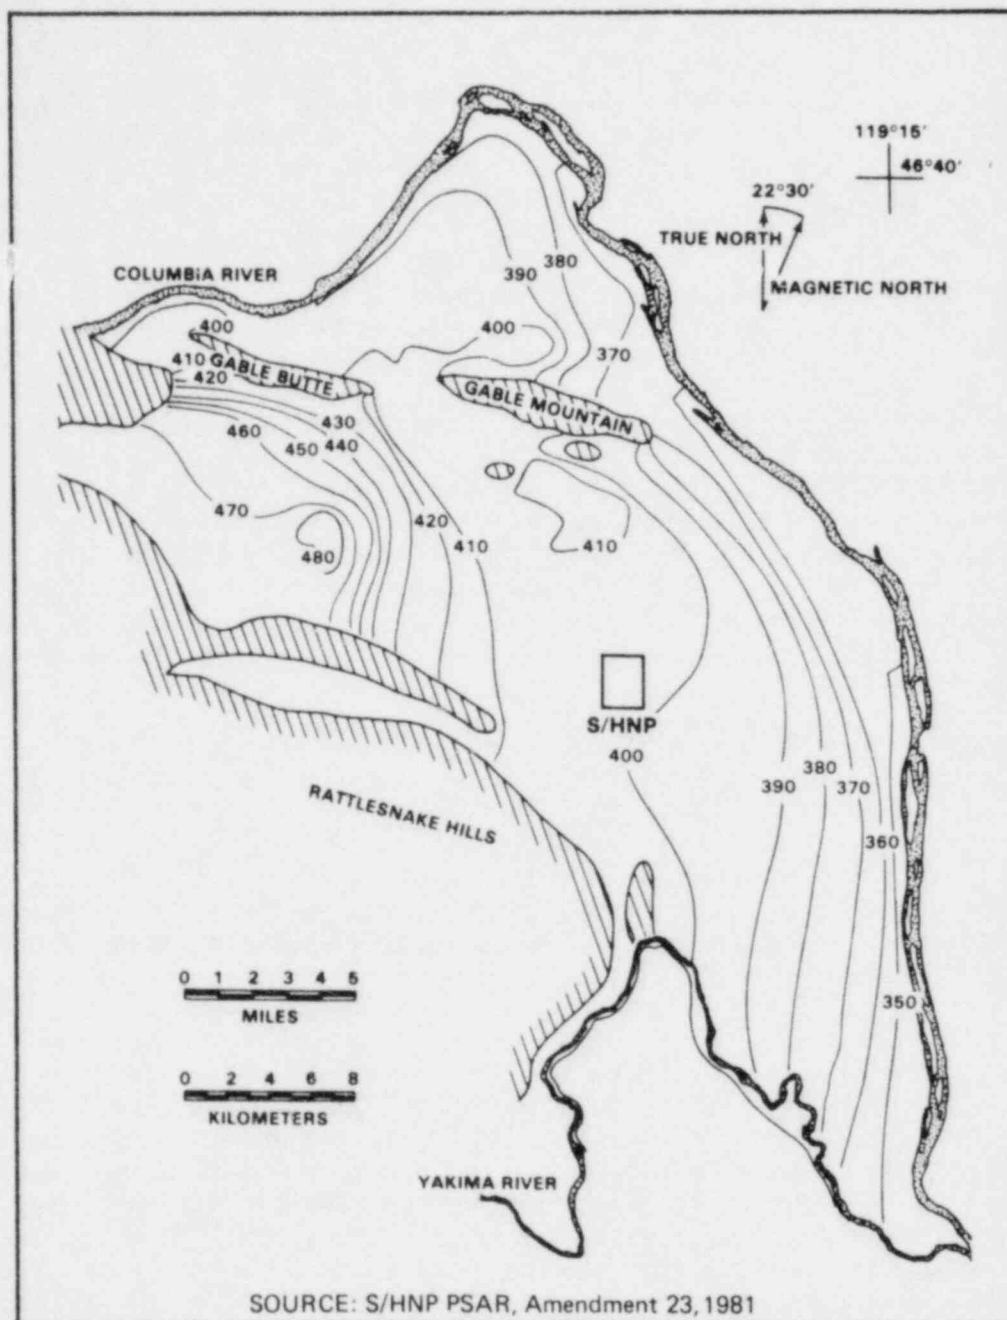 119°15'
46°40'
22°30'
TRUE NORTH
MAGNETIC NORTH
COLUMBIA RIVER
390
380
400
400
370
410
GABLE BUTTE
420
GABLE MOUNTAIN
430
460
450
440
470
420
410
410
480
S/HNP
400
RATTLESNAKE HILLS
380
390
370
360
0 1 2 3 4 5
MILES
350
0 2 4 6 8
KILOMETERS
YAKIMA RIVER
SOURCE: S/HNP PSAR, Amendment 23, 1981